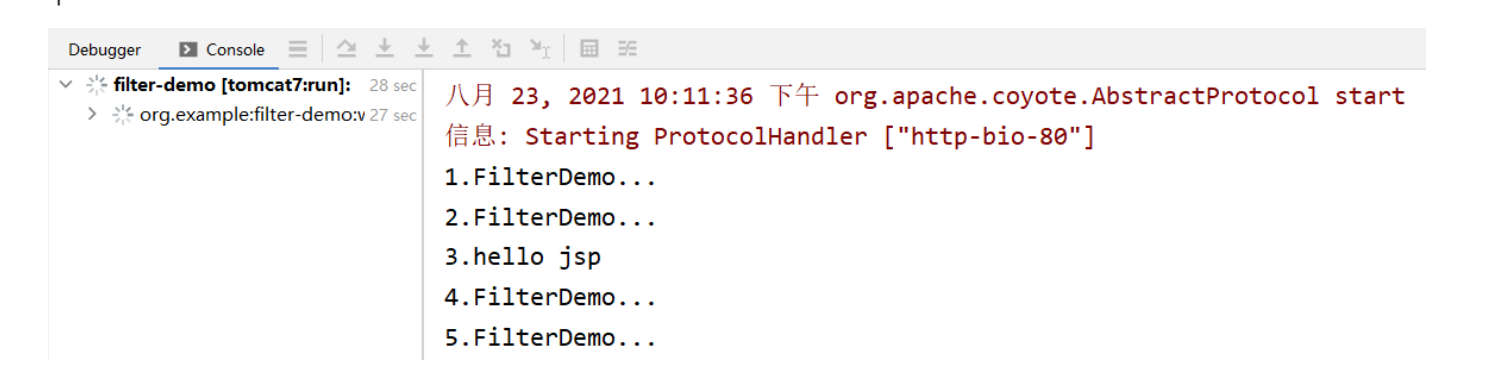 Debugger Console
filter-demo [tomcat7:run]: 28 sec
org.example:filter-demo:v 27 sec
八月 23, 2021 10:11:36 下午 org.apache.coyote.AbstractProtocol start
信息: Starting ProtocolHandler ["http-bio-80"]
1.FilterDemo...
2.FilterDemo...
3.hello jsp
4.FilterDemo...
5.FilterDemo...